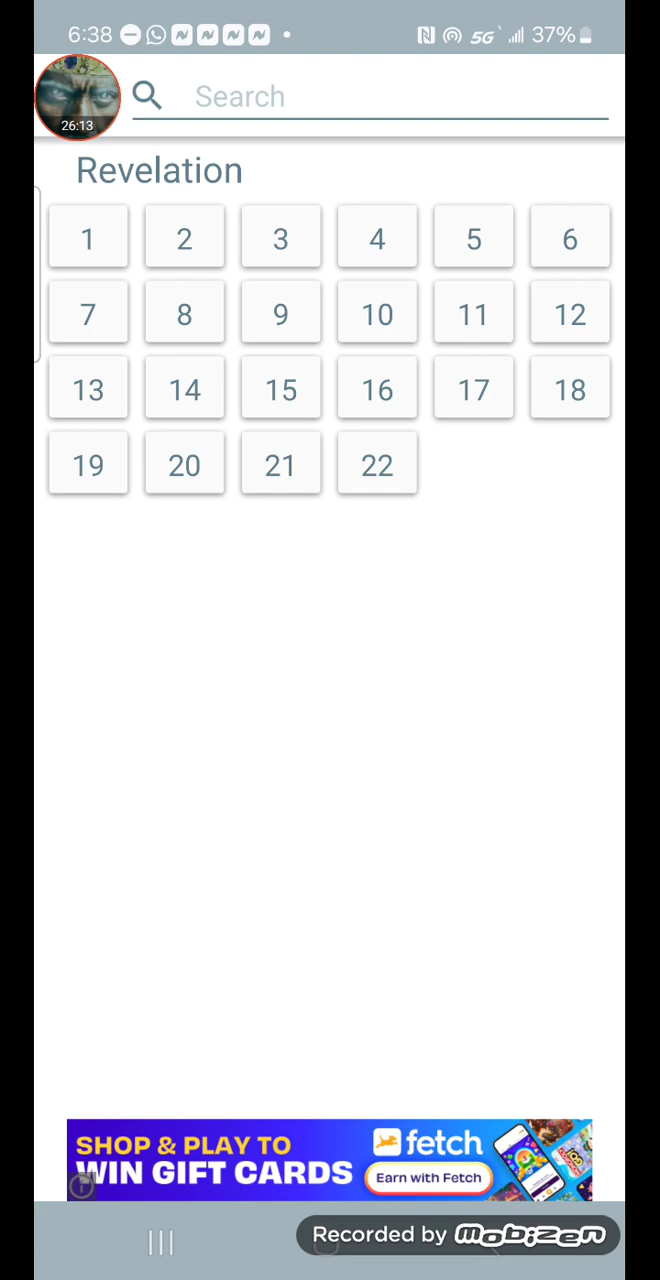 6:38 5G 37%
26:13 Search
Revelation
1 2 3 4 5 6
7 8 9 10 11 12
13 14 15 16 17 18
19 20 21 22
SHOP & PLAY TO
WIN GIFT CARDS
fetch
Earn with Fetch
Recorded by mobizen